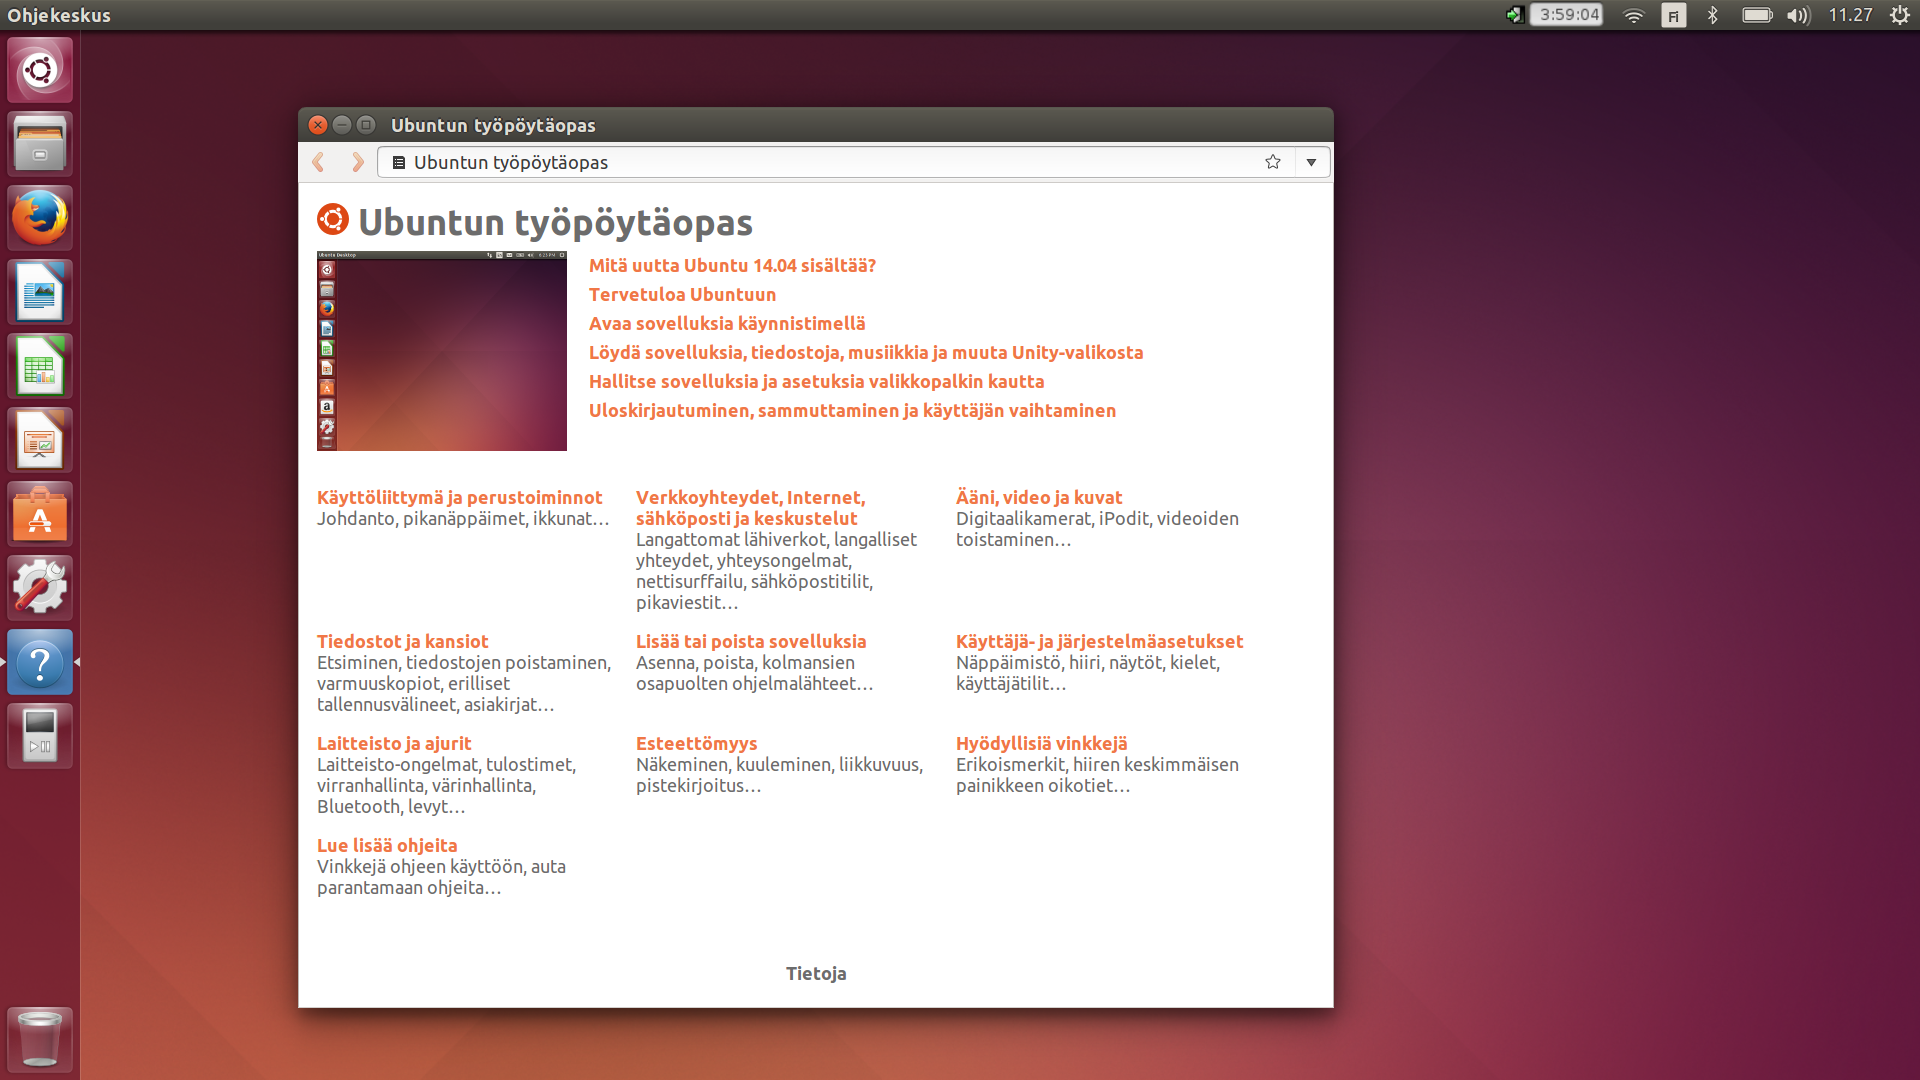 Ohjekeskus
3:59:04
Fi
11.27
Ubuntun työpöytäopas
Ubuntun työpöytäopas
Ubuntun työpöytäopas
Ubuntu Desktop
Mitä uutta Ubuntu 14.04 sisältää?
Tervetuloa Ubuntuun
Avaa sovelluksia käynnistimellä
Löydä sovelluksia, tiedostoja, musiikkia ja muuta Unity-valikosta
Hallitse sovelluksia ja asetuksia valikkopalkin kautta
Uloskirjautuminen, sammuttaminen ja käyttäjän vaihtaminen
Käyttöliittymä ja perustoiminnot
Johdanto, pikanäppäimet, ikkunat…
Verkkoyhteydet, Internet,
sähköposti ja keskustelut
Langattomat lähiverkot, langalliset
yhteydet, yhteysongelmat,
nettisurffailu, sähköpostitilit,
pikaviestit…
Ääni, video ja kuvat
Digitaalikamerat, iPodit, videoiden
toistaminen…
Tiedostot ja kansiot
Etsiminen, tiedostojen poistaminen,
varmuuskopiot, erilliset
tallennusvälineet, asiakirjat…
Lisää tai poista sovelluksia
Asenna, poista, kolmansien
osapuolten ohjelmalähteet…
Käyttäjä- ja järjestelmäasetukset
Näppäimistö, hiiri, näytöt, kielet,
käyttäjätilit…
Laitteisto ja ajurit
Laitteisto-ongelmat, tulostimet,
virranhallinta, värinhallinta,
Bluetooth, levyt…
Esteettömyys
Näkeminen, kuuleminen, liikkuvuus,
pistekirjoitus…
Hyödyllisiä vinkkejä
Erikoismerkit, hiiren keskimmäisen
painikkeen oikotiet…
Lue lisää ohjeita
Vinkkejä ohjeen käyttöön, auta
parantamaan ohjeita…
Tietoja